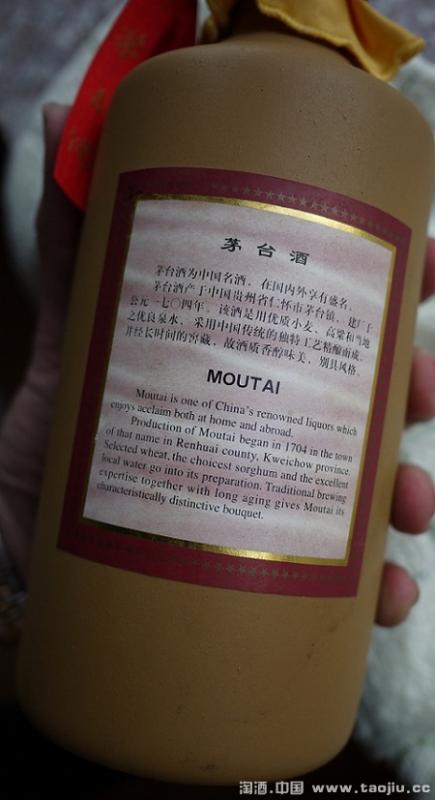 茅台酒
茅台酒为中国名酒，在国内外享有盛名。
茅台酒产于中国贵州省仁怀市茅台镇，建厂于
公元一七〇四年。该酒是用优质小麦、高粱和当地
之优良泉水，采用中国传统的独特工艺精酿而成，
并经长时间的窖藏，故酒质香醇味美，别具风格。
MOUTAI
Moutai is one of China's renowned liquors which
enjoys acclaim both at home and abroad.
Production of Moutai began in 1704 in the town
of that name in Renhuai county, Kweichow province.
Selected wheat, the choicest sorghum and the excellent
local water go into its preparation. Traditional brewing
expertise together with long aging gives Moutai its
characteristically distinctive bouquet.
淘酒.中国 www.taojiu.cc